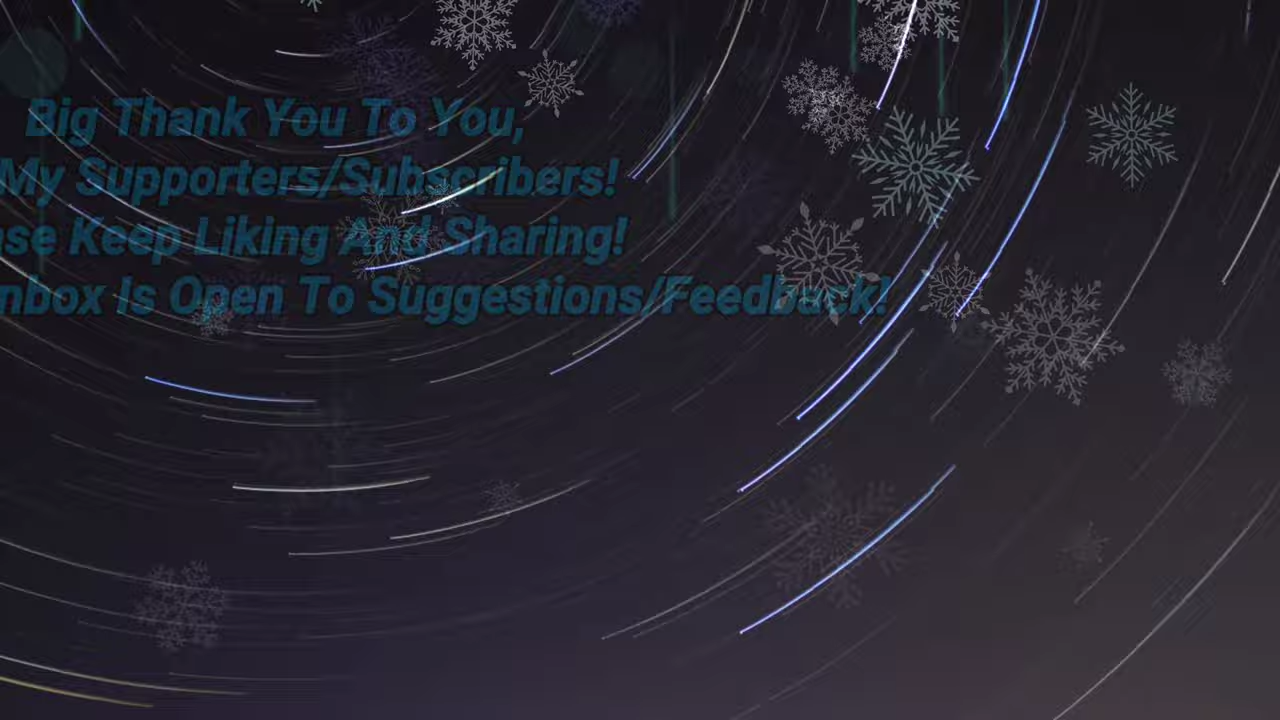 Big Thank You To You,
My Supporters/Subscribers!
se Keep Liking And Sharing!
nbox Is Open To Suggestions/Feedback!